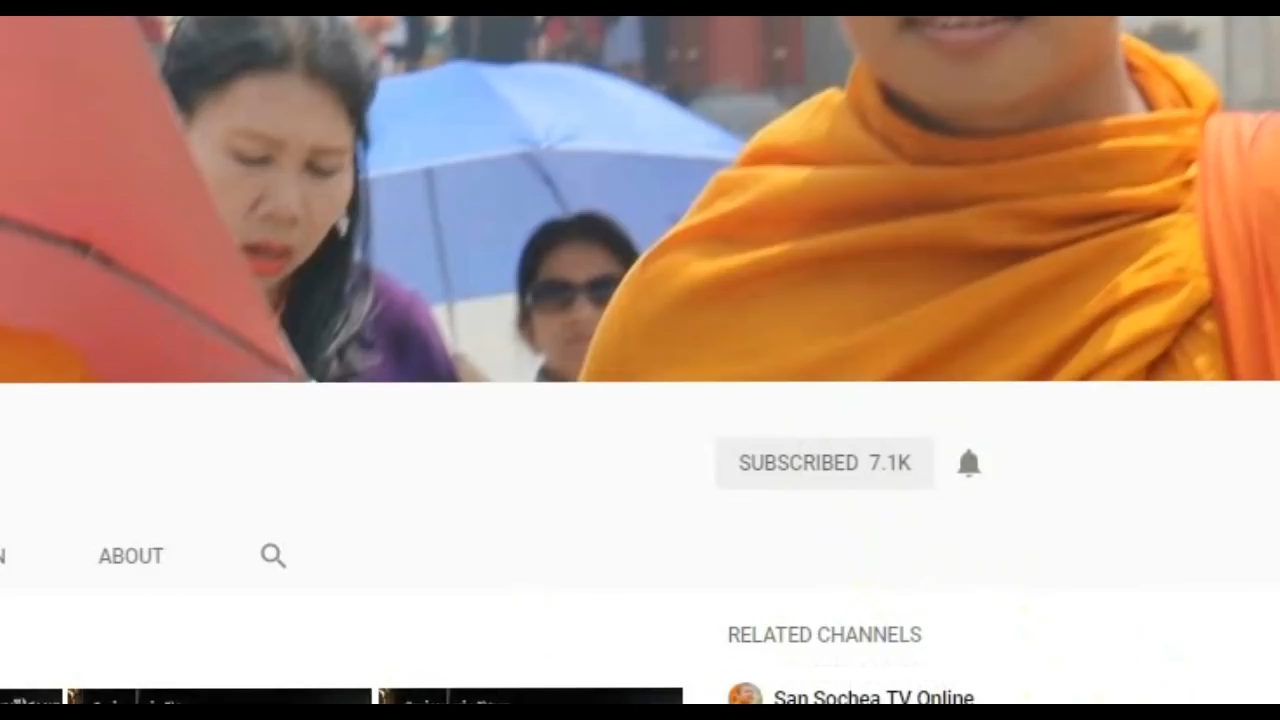 SUBSCRIBED 7.1K
ABOUT
RELATED CHANNELS
San Sochea TV Online